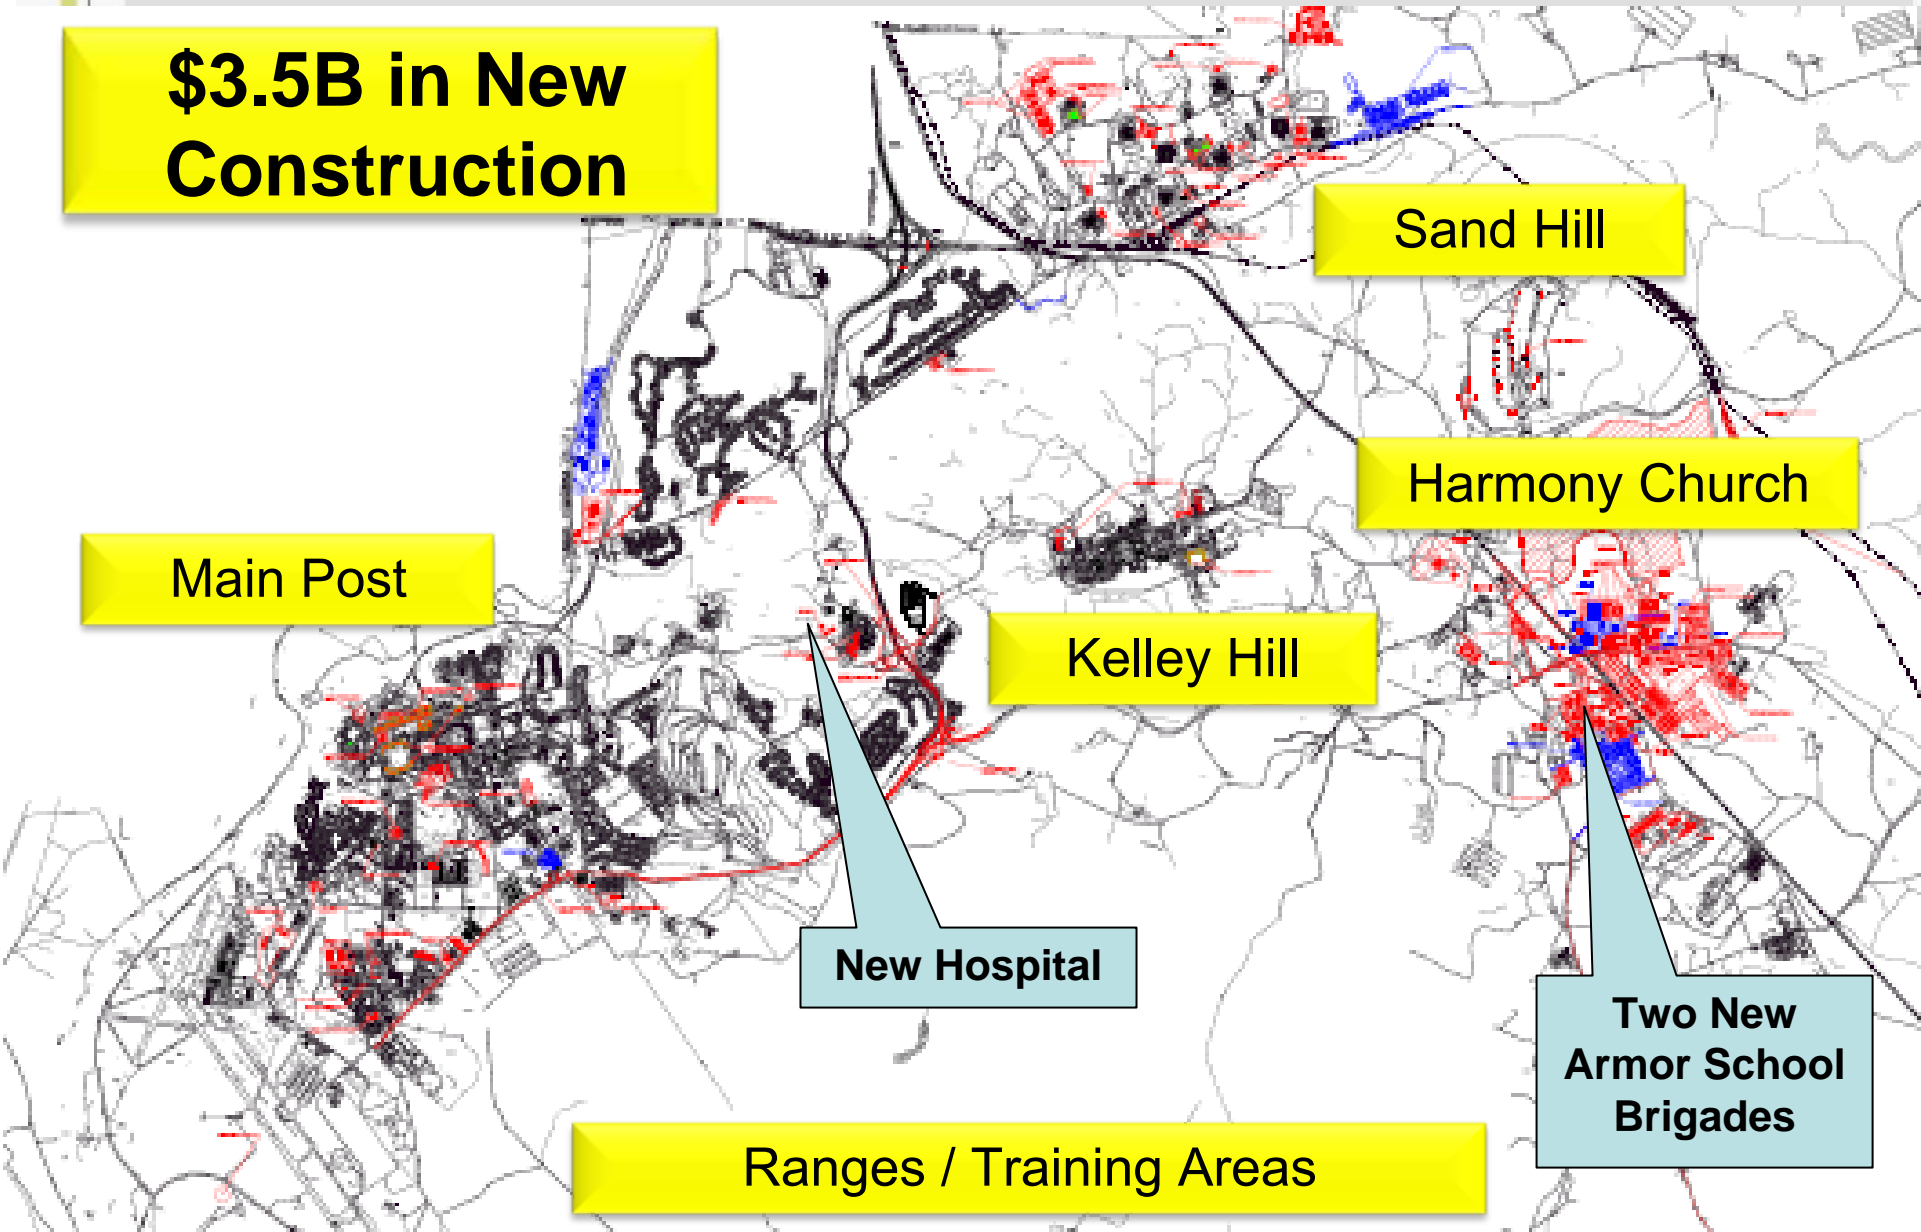 $3.5B in New
Construction
Sand Hill
Harmony Church
Main Post
Kelley Hill
New Hospital
Two New
Armor School
Brigades
Ranges / Training Areas